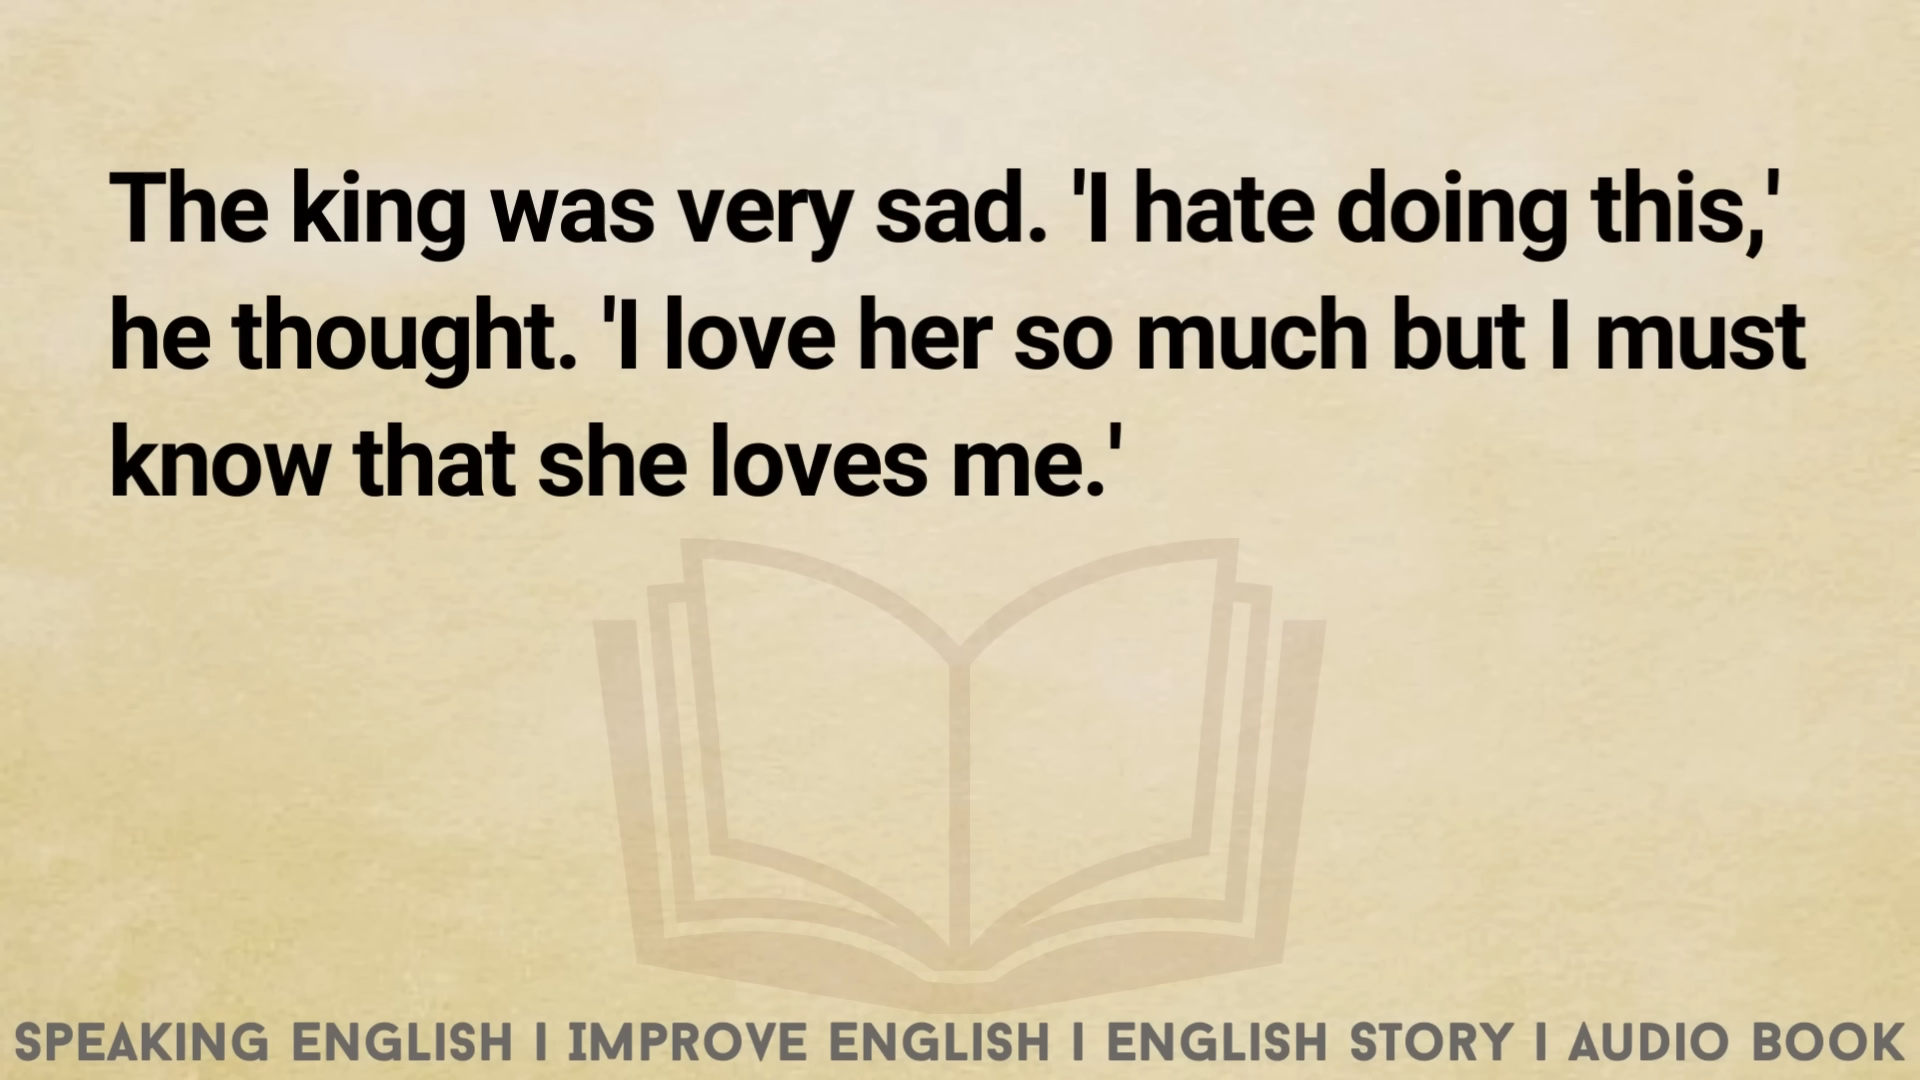 The king was very sad. 'I hate doing this,'
he thought. 'I love her so much but I must
know that she loves me.'
SPEAKING ENGLISH I IMPROVE ENGLISH I ENGLISH STORY I AUDIO BOOK